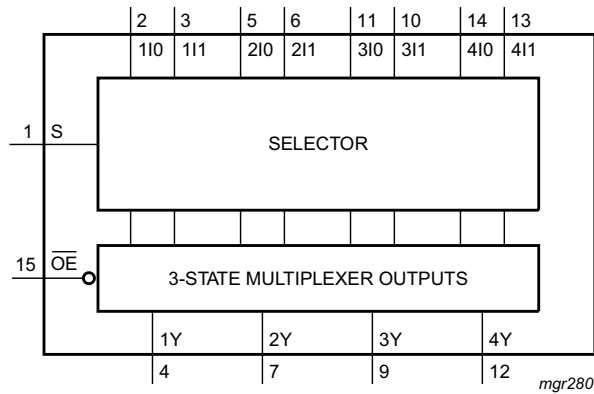 2 3 5 6 11 10 14 13
1I0 1I1 2I0 2I1 3I0 3I1 4I0 4I1
1 S
SELECTOR
15 OE
3-STATE MULTIPLEXER OUTPUTS
1Y 2Y 3Y 4Y
4 7 9 12
mgr280